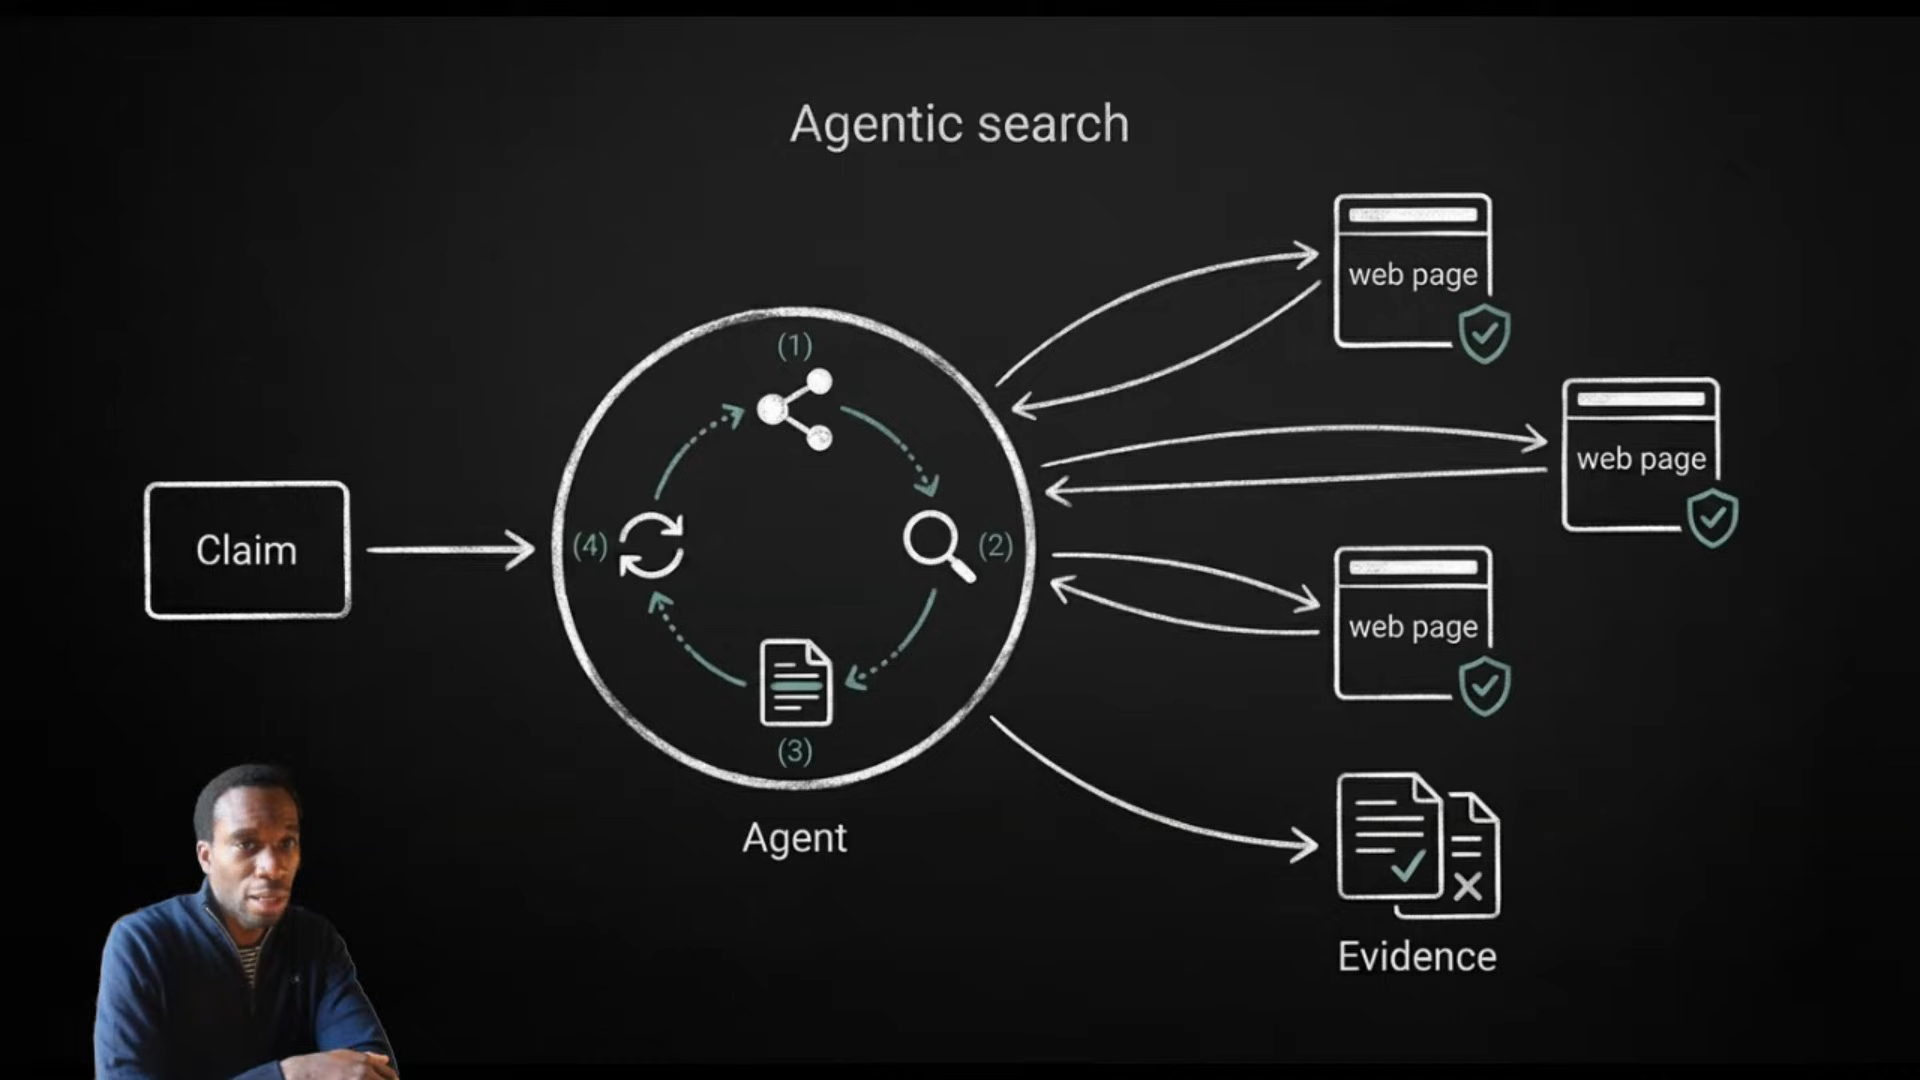 Agentic search
web page
web page
web page
Claim
(1)
(2)
(3)
(4)
Agent
Evidence